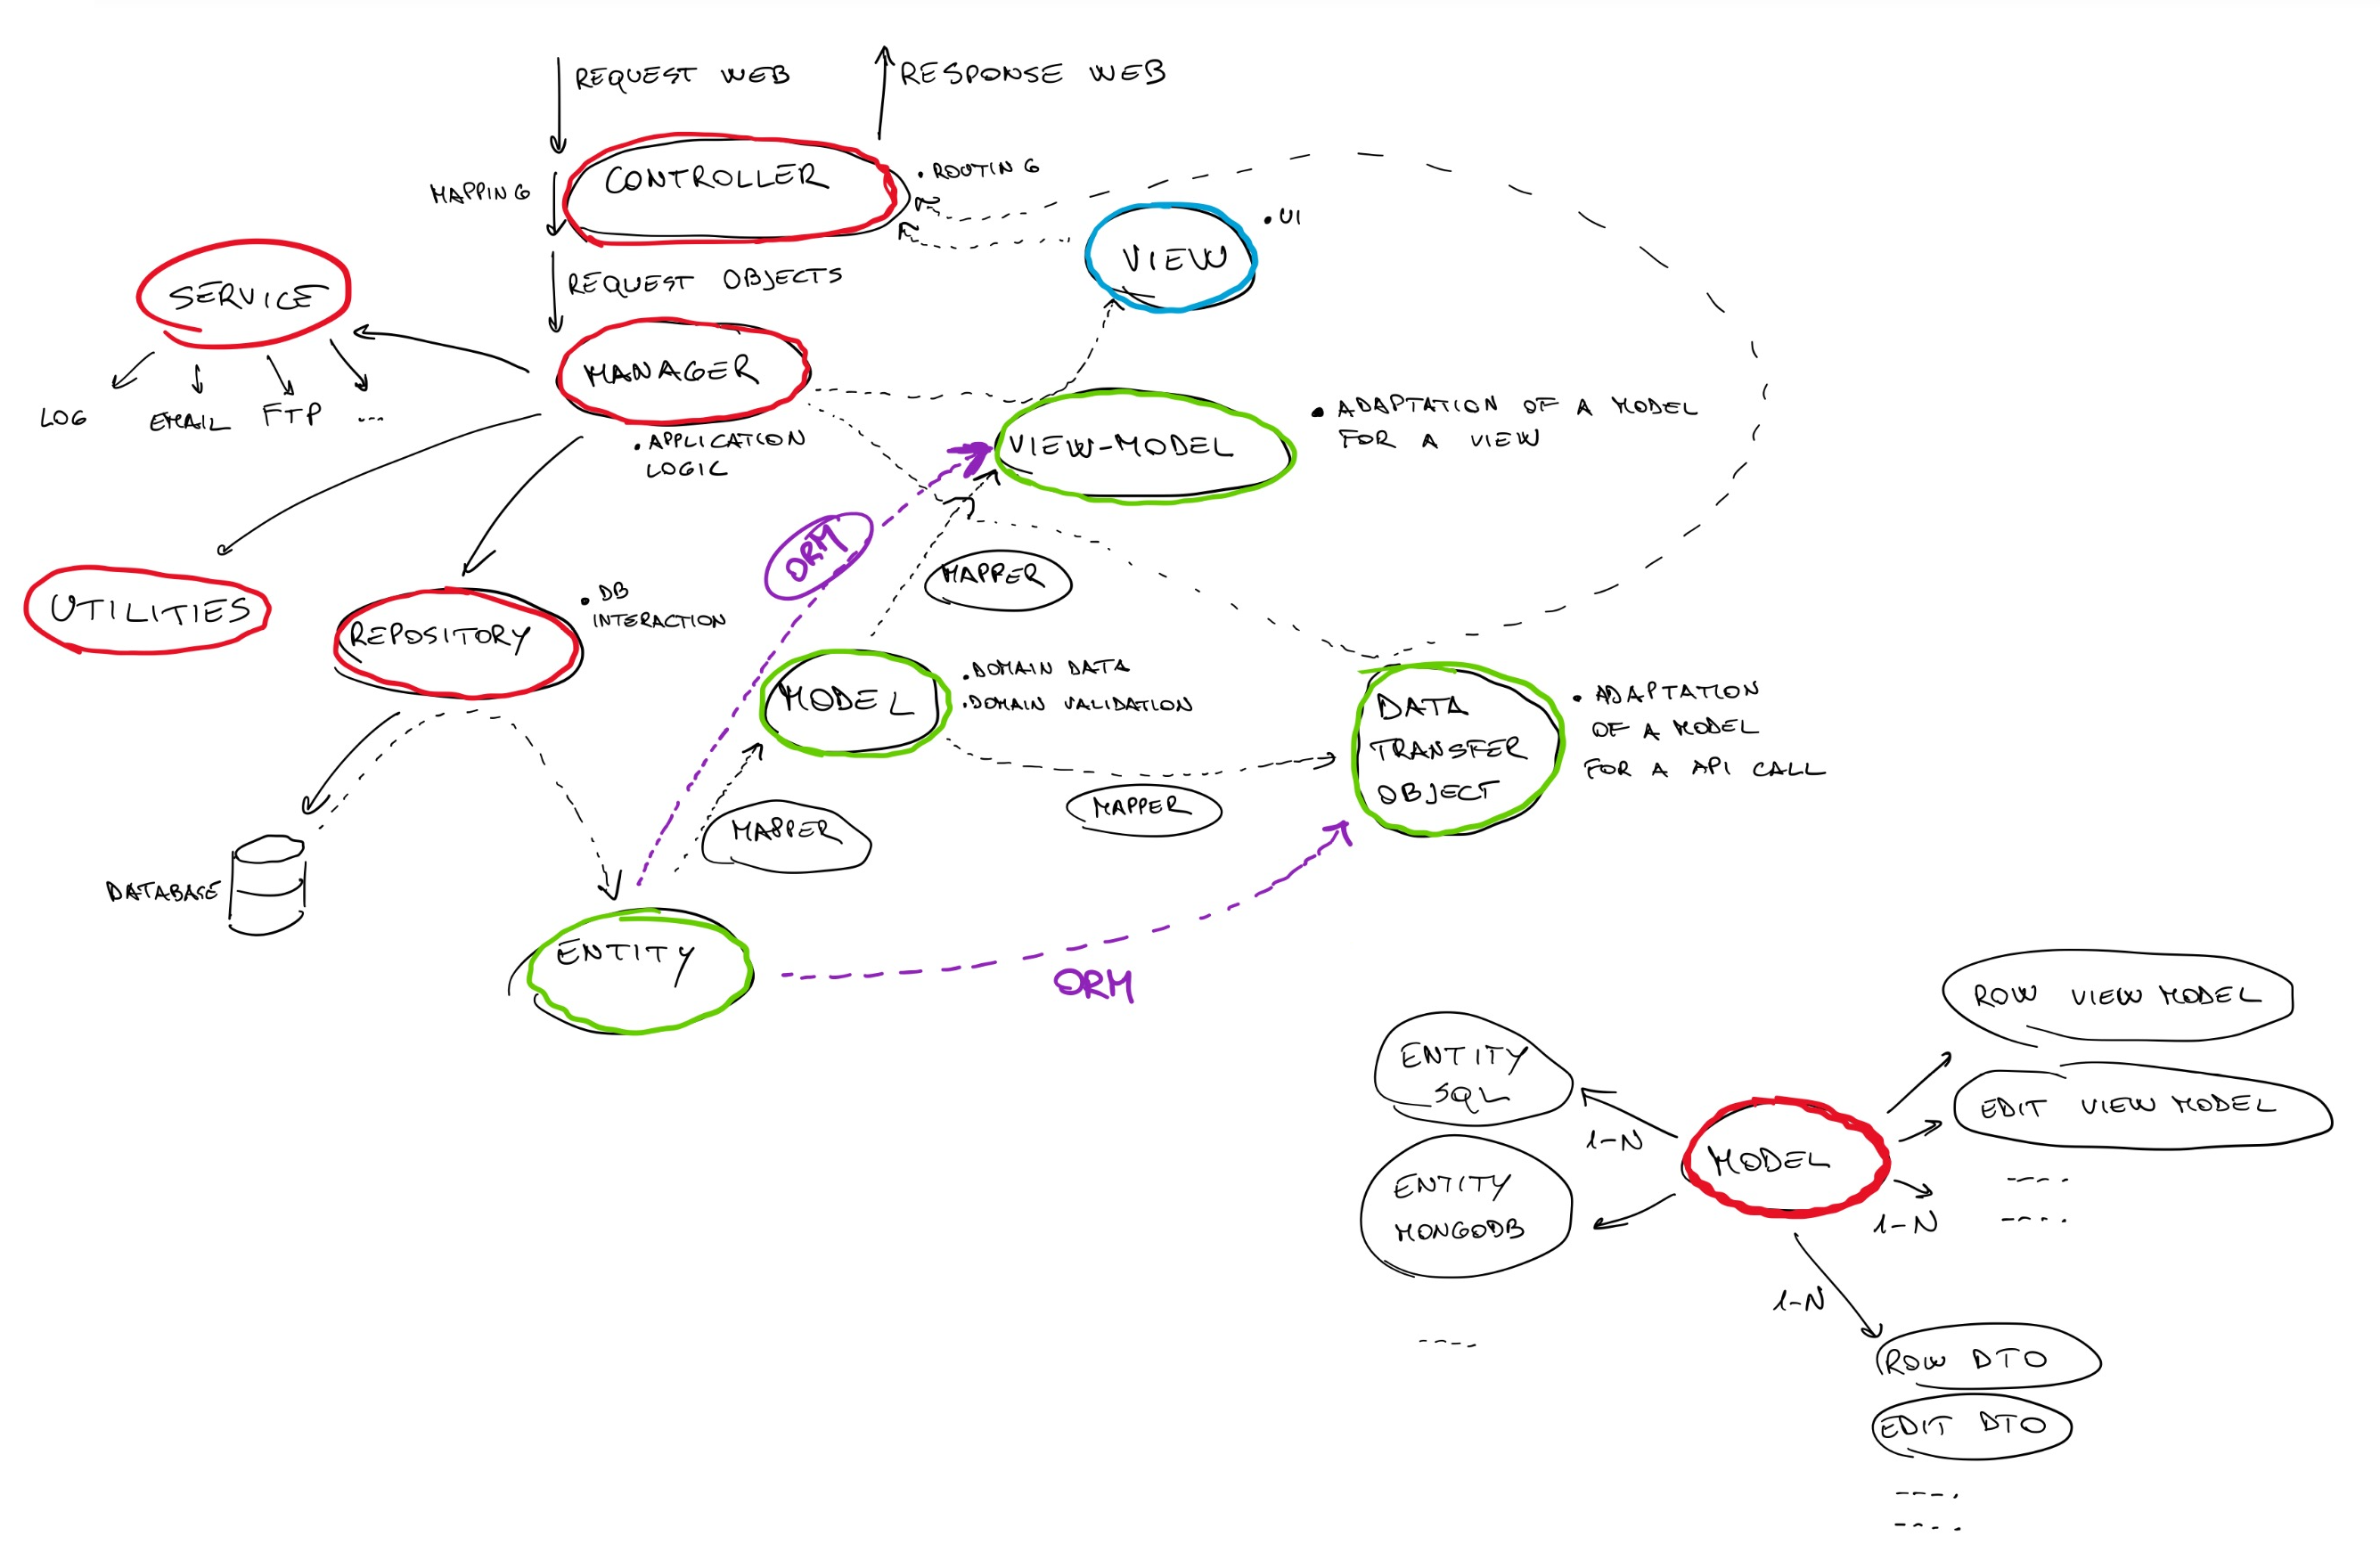 REQUEST WEB
RESPONSE WEB
CONTROLLER
• ROUTING
MAPPING
VIEW
• UI
REQUEST OBJECTS
SERVICE
MANAGER
LOG
EMAIL
FTP
...
• APPLICATION
LOGIC
VIEW-MODEL
• ADAPTATION OF A MODEL
FOR A VIEW
ORM
MAPPER
UTILITIES
REPOSITORY
• DB
INTERACTION
MODEL
• DOMAIN DATA
• DOMAIN VALIDATION
DATA
TRANSFER
OBJECT
• ADAPTATION
OF A MODEL
FOR A API CALL
MAPPER
MAPPER
DATABASE
ENTITY
ORM
ENTITY
SQL
1-N
ENTITY
MONGODB
----
MODEL
ROW VIEW MODEL
EDIT VIEW MODEL
----
----
1-N
1-N
ROW DTO
EDIT DTO
----
----